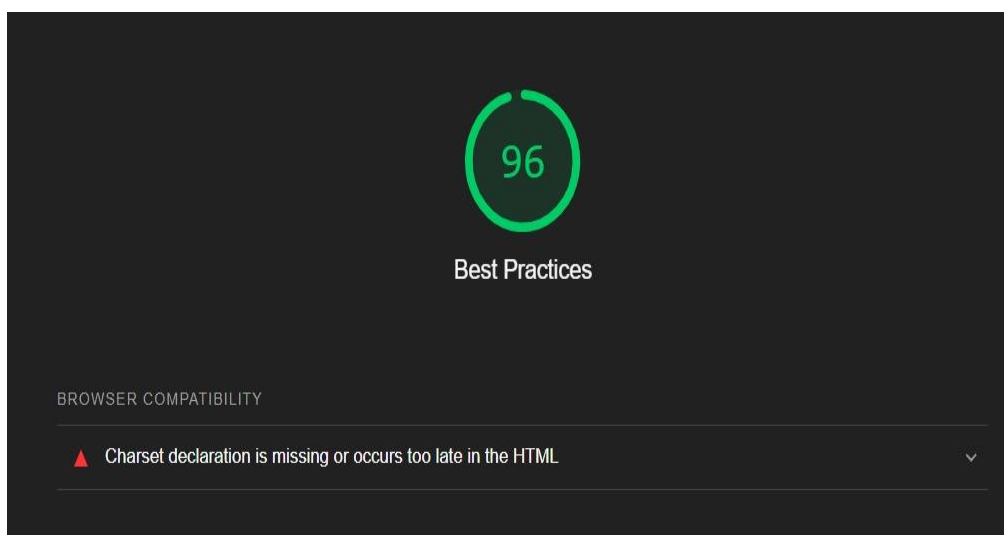 96
Best Practices
BROWSER COMPATIBILITY
Charset declaration is missing or occurs too late in the HTML